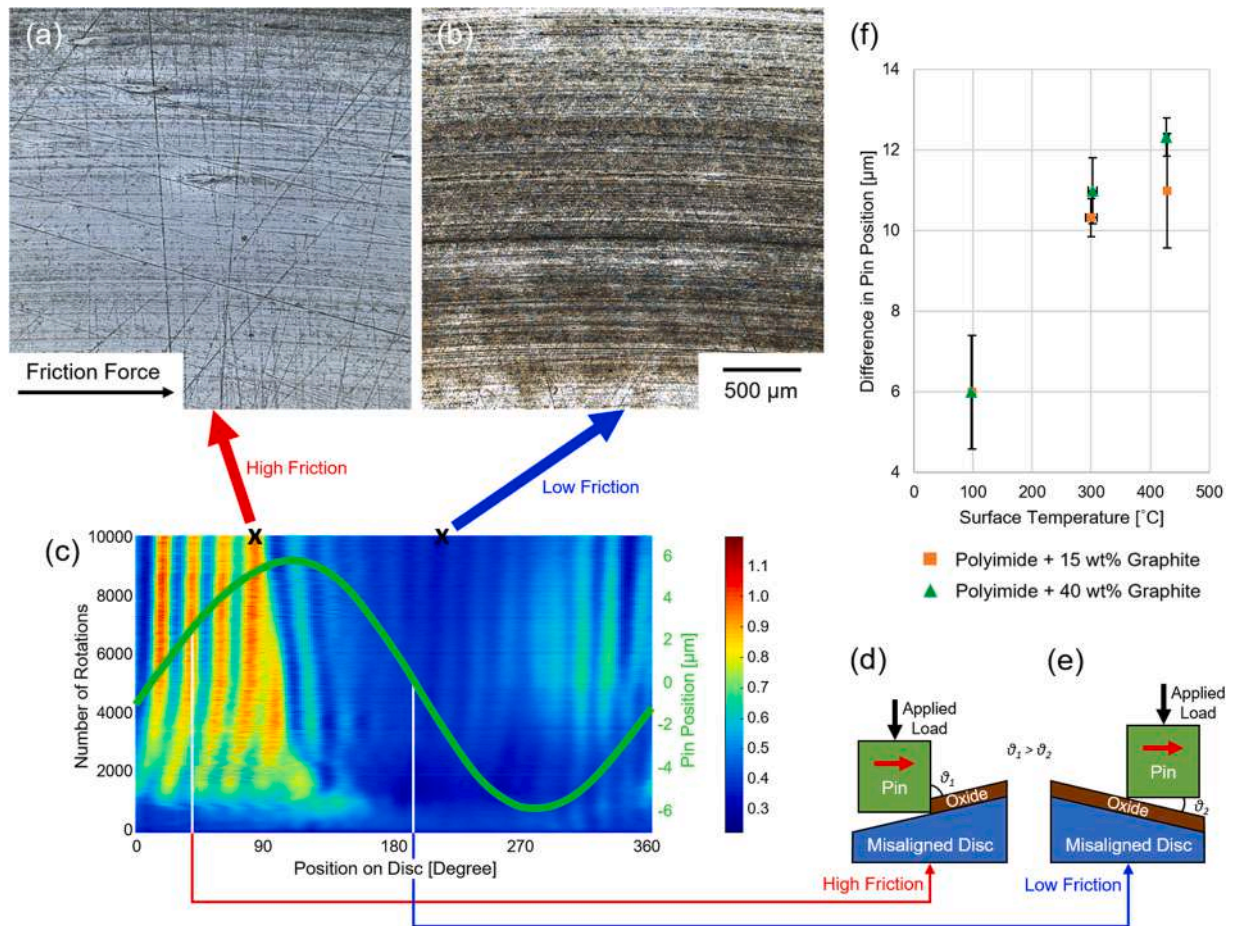 (a)
(b)
Friction Force
500 µm
High Friction
Low Friction
(c)
Number of Rotations
10000
8000
6000
4000
2000
0
X
X
0
90
180
270
360
Position on Disc [Degree]
6
4
2
0
-2
-4
-6
Pin Position [µm]
1.1
1.0
0.9
0.8
0.7
0.6
0.5
0.4
0.3
(f)
Difference in Pin Position [µm]
14
12
10
8
6
4
0
100
200
300
400
500
Surface Temperature [˚C]
Polyimide + 15 wt% Graphite
Polyimide + 40 wt% Graphite
(d)
Applied
Load
Pin
ϑ1
Oxide
Misaligned Disc
High Friction
ϑ1 > ϑ2
(e)
Applied
Load
Pin
Oxide
ϑ2
Misaligned Disc
Low Friction